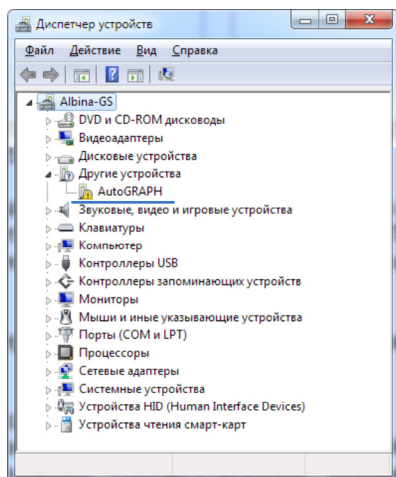 Диспетчер устройств
Файл Действие Вид Справка
Albina-GS
DVD и CD-ROM дисководы
Видеоадаптеры
Дисковые устройства
Другие устройства
AutoGRAPH
Звуковые, видео и игровые устройства
Клавиатуры
Компьютер
Контроллеры USB
Контроллеры запоминающих устройств
Мониторы
Мыши и иные указывающие устройства
Порты (COM и LPT)
Процессоры
Сетевые адаптеры
Системные устройства
Устройства HID (Human Interface Devices)
Устройства чтения смарт-карт